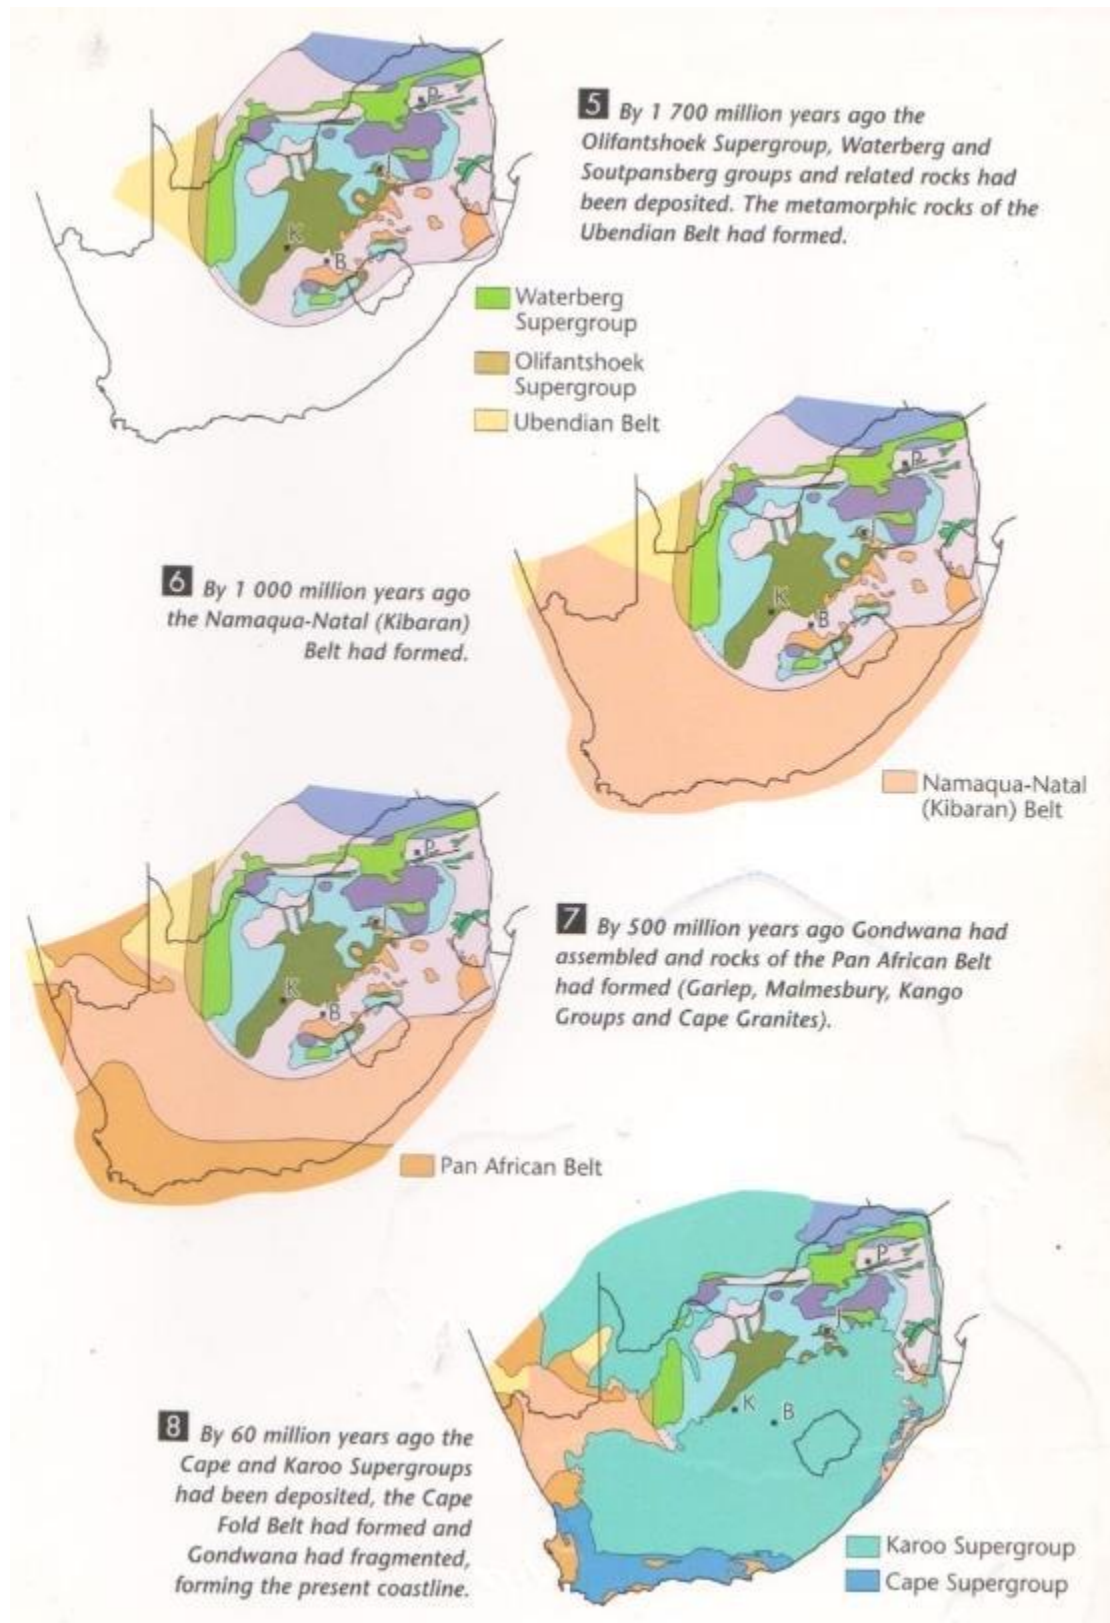 5 By 1 700 million years ago the
Olifantshoek Supergroup, Waterberg and
Soutpansberg groups and related rocks had
been deposited. The metamorphic rocks of the
Ubendian Belt had formed.
P
J
K
B
Waterberg
Supergroup
Olifantshoek
Supergroup
Ubendian Belt
6 By 1 000 million years ago
the Namaqua-Natal (Kibaran)
Belt had formed.
P
J
K
B
Namaqua-Natal
(Kibaran) Belt
7 By 500 million years ago Gondwana had
assembled and rocks of the Pan African Belt
had formed (Gariep, Malmesbury, Kango
Groups and Cape Granites).
P
J
K
B
Pan African Belt
P
J
K
B
8 By 60 million years ago the
Cape and Karoo Supergroups
had been deposited, the Cape
Fold Belt had formed and
Gondwana had fragmented,
forming the present coastline.
Karoo Supergroup
Cape Supergroup